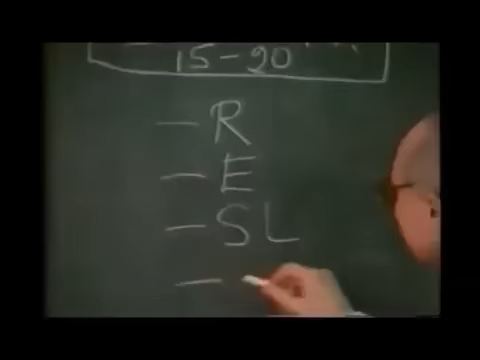 15-20
– R
– E
– SL
–